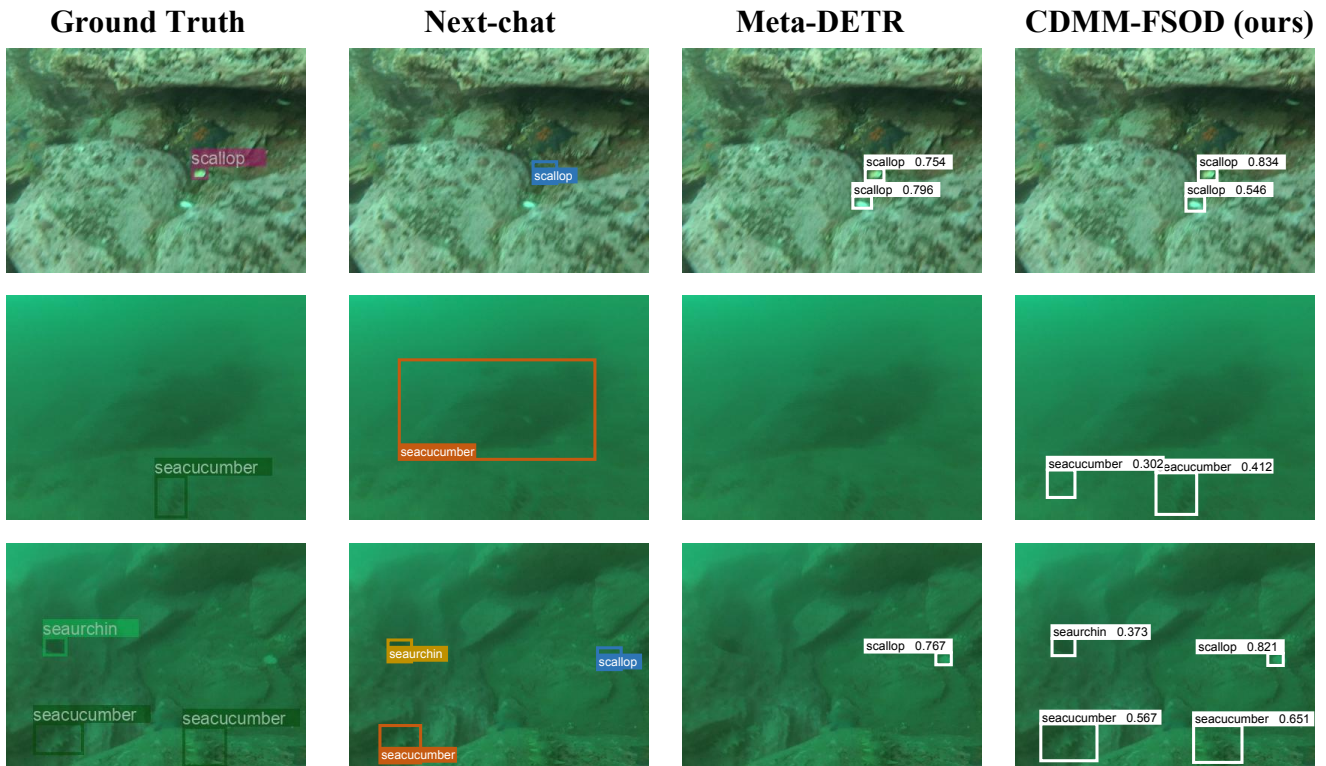 Ground Truth
Next-chat
Meta-DETR
CDMM-FSOD (ours)
scallop
scallop
scallop 0.754
scallop 0.796
scallop 0.834
scallop 0.546
seacucumber
seacucumber
seacucumber 0.302
eacucumber 0.412
seaurchin
seacucumber
seacucumber
seaurchin
scallop
seacucumber
scallop 0.767
seaurchin 0.373
scallop 0.821
seacucumber 0.567
seacucumber 0.651